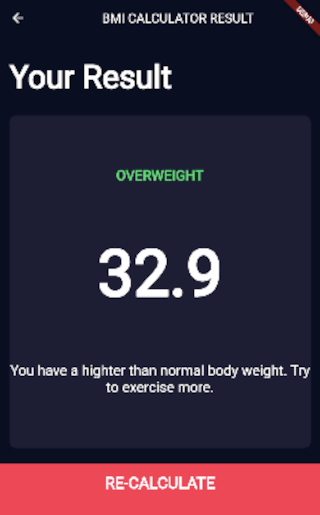 BMI CALCULATOR RESULT
DEBUG
Your Result
OVERWEIGHT
32.9
You have a highter than normal body weight. Try
to exercise more.
RE-CALCULATE